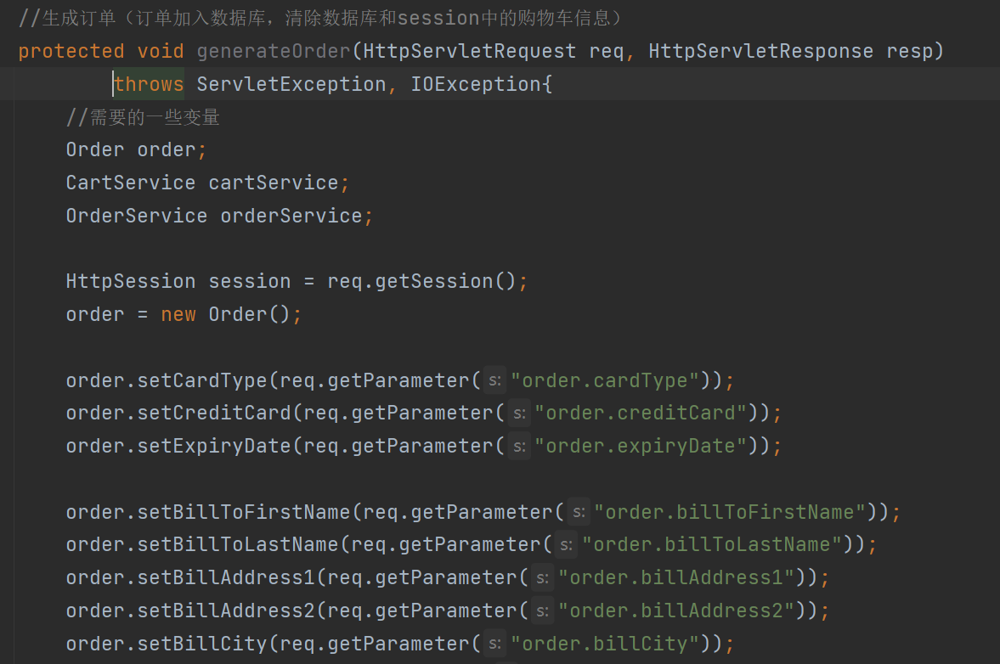 //生成订单（订单加入数据库，清除数据库和session中的购物车信息）
protected void generateOrder(HttpServletRequest req, HttpServletResponse resp)
        throws ServletException, IOException{
    //需要的一些变量
    Order order;
    CartService cartService;
    OrderService orderService;

    HttpSession session = req.getSession();
    order = new Order();

    order.setCardType(req.getParameter( s: "order.cardType"));
    order.setCreditCard(req.getParameter( s: "order.creditCard"));
    order.setExpiryDate(req.getParameter( s: "order.expiryDate"));

    order.setBillToFirstName(req.getParameter( s: "order.billToFirstName"));
    order.setBillToLastName(req.getParameter( s: "order.billToLastName"));
    order.setBillAddress1(req.getParameter( s: "order.billAddress1"));
    order.setBillAddress2(req.getParameter( s: "order.billAddress2"));
    order.setBillCity(req.getParameter( s: "order.billCity"));